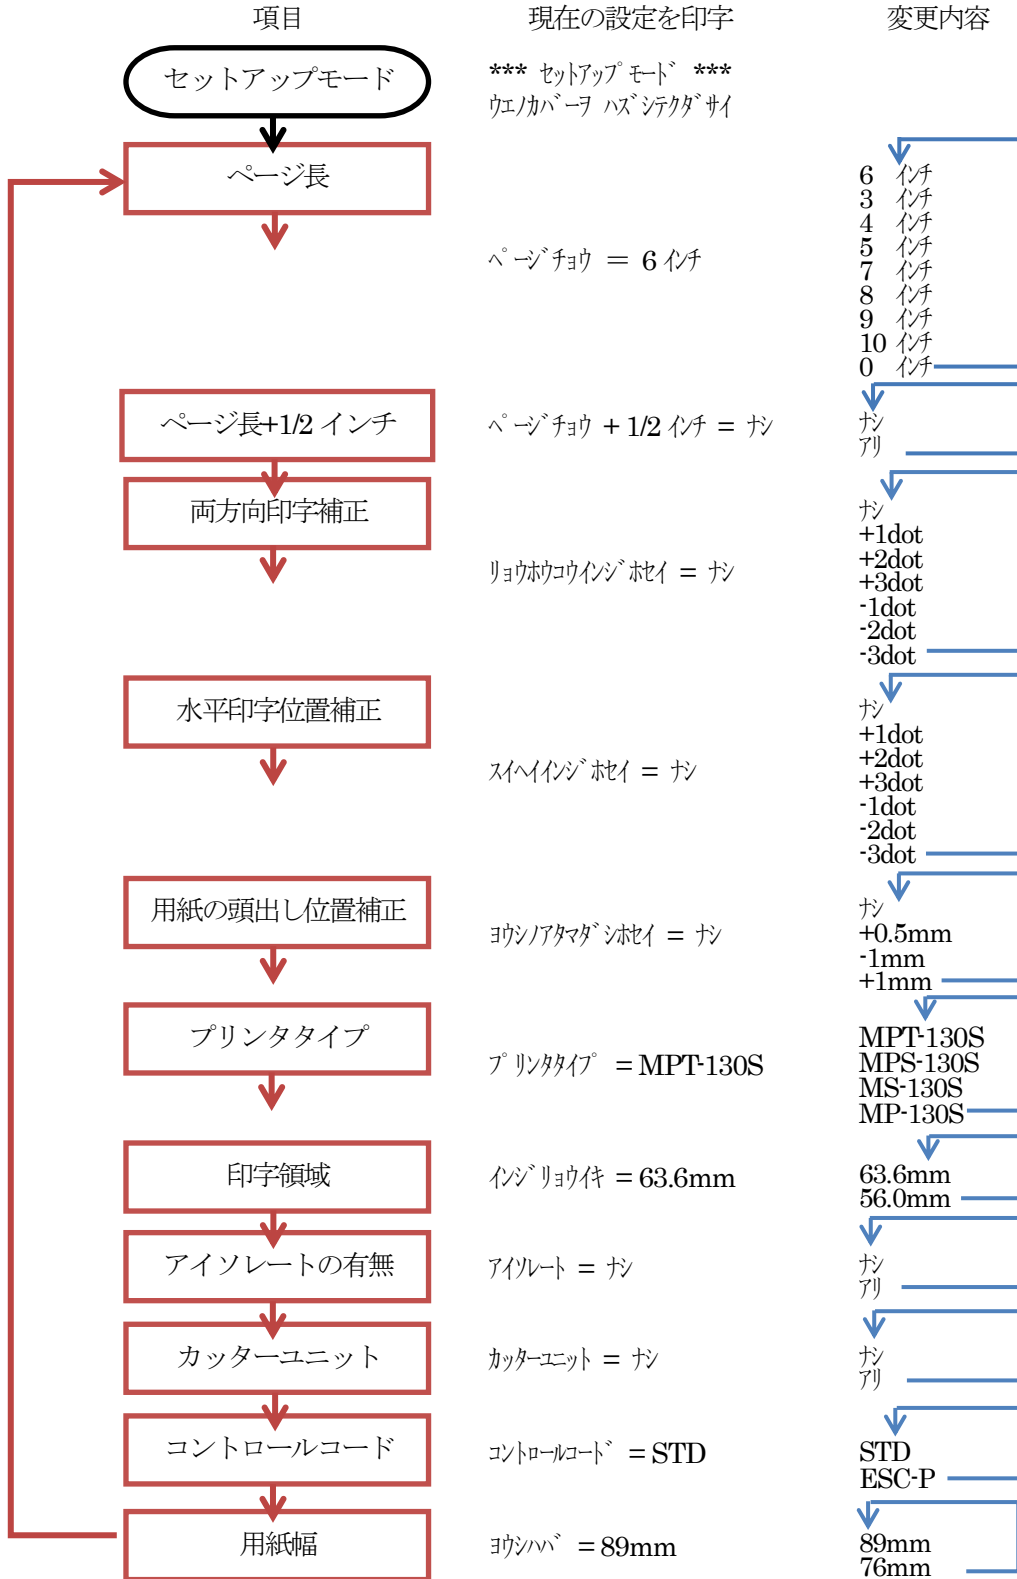 項目 現在の設定を印字 変更内容
セットアップモード
*** ｾｯﾄｱｯﾌﾟﾓｰﾄﾞ ***
ｳｴﾉｶﾊﾞｰｦ ﾊｽﾞｼﾃｸﾀﾞｻｲ
ページ長
ﾍﾟｰｼﾞﾁｮｳ ＝ 6 ｲﾝﾁ
6 ｲﾝﾁ
3 ｲﾝﾁ
4 ｲﾝﾁ
5 ｲﾝﾁ
7 ｲﾝﾁ
8 ｲﾝﾁ
9 ｲﾝﾁ
10 ｲﾝﾁ
0 ｲﾝﾁ
ページ長+1/2 インチ
ﾍﾟｰｼﾞﾁｮｳ + 1/2 ｲﾝﾁ = ﾅｼ
ﾅｼ
ｱﾘ
両方向印字補正
ﾘｮｳﾎｳｺｳｲﾝｼﾞﾎｾｲ = ﾅｼ
ﾅｼ
+1dot
+2dot
+3dot
-1dot
-2dot
-3dot
水平印字位置補正
ｽｲﾍｲｲﾝｼﾞﾎｾｲ = ﾅｼ
ﾅｼ
+1dot
+2dot
+3dot
-1dot
-2dot
-3dot
用紙の頭出し位置補正
ﾖｳｼﾉｱﾀﾏﾀﾞｼﾎｾｲ = ﾅｼ
ﾅｼ
+0.5mm
-1mm
+1mm
プリンタタイプ
ﾌﾟﾘﾝﾀﾀｲﾌﾟ = MPT-130S
MPT-130S
MPS-130S
MS-130S
MP-130S
印字領域
ｲﾝｼﾞﾘｮｳｲｷ = 63.6mm
63.6mm
56.0mm
アイソレートの有無
ｱｲｿﾚｰﾄ = ﾅｼ
ﾅｼ
ｱﾘ
カッターユニット
ｶｯﾀｰﾕﾆｯﾄ = ﾅｼ
ﾅｼ
ｱﾘ
コントロールコード
ｺﾝﾄﾛｰﾙｺｰﾄﾞ = STD
STD
ESC-P
用紙幅
ﾖｳｼﾊﾊﾞ = 89mm
89mm
76mm